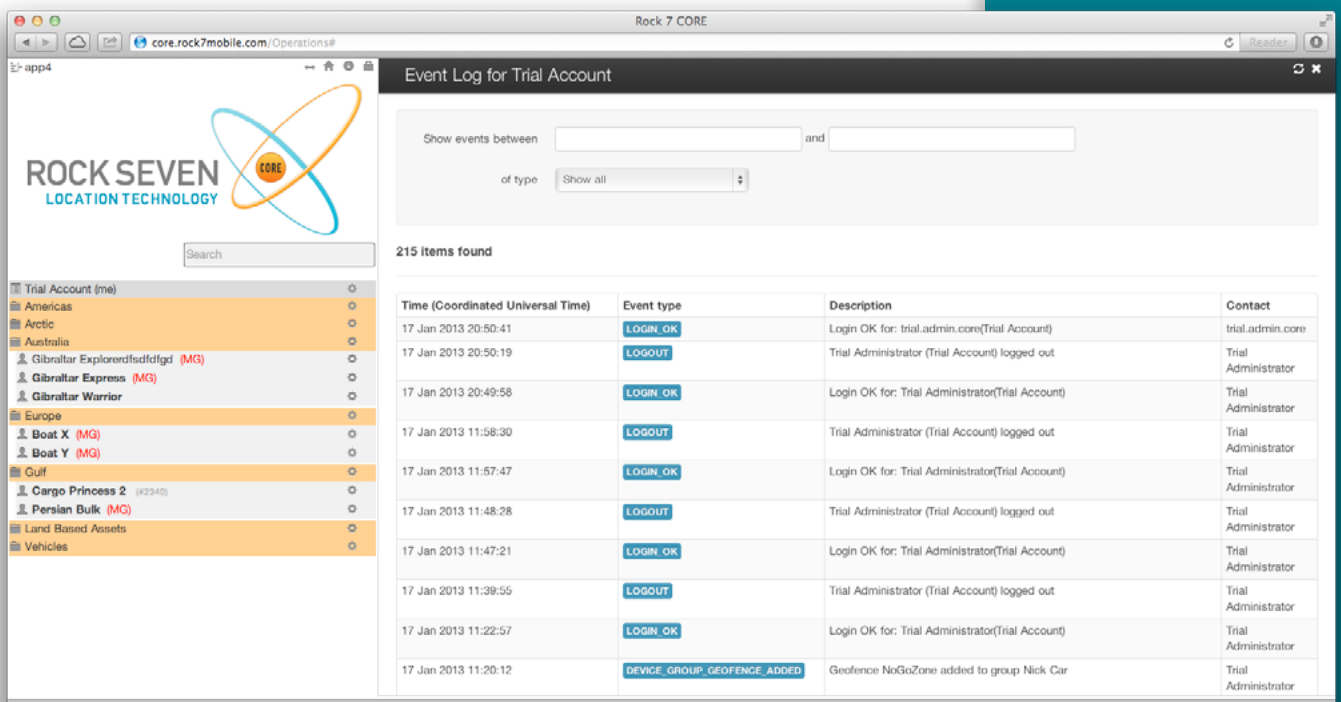 Rock 7 CORE
core.rock7mobile.com/Operations#
Reader
app4
ROCK SEVEN
CORE
LOCATION TECHNOLOGY
Search
Trial Account (me)
Americas
Arctic
Australia
Gibraltar Explorerdfsdfdfgd (MG)
Gibraltar Express (MG)
Gibraltar Warrior
Europe
Boat X (MG)
Boat Y (MG)
Gulf
Cargo Princess 2 (#2340)
Persian Bulk (MG)
Land Based Assets
Vehicles
Event Log for Trial Account
Show events between and
of type Show all
215 items found
Time (Coordinated Universal Time) Event type Description Contact
17 Jan 2013 20:50:41 LOGIN_OK Login OK for: trial.admin.core(Trial Account) trial.admin.core
17 Jan 2013 20:50:19 LOGOUT Trial Administrator (Trial Account) logged out Trial
Administrator
17 Jan 2013 20:49:58 LOGIN_OK Login OK for: Trial Administrator(Trial Account) Trial
Administrator
17 Jan 2013 11:58:30 LOGOUT Trial Administrator (Trial Account) logged out Trial
Administrator
17 Jan 2013 11:57:47 LOGIN_OK Login OK for: Trial Administrator(Trial Account) Trial
Administrator
17 Jan 2013 11:48:28 LOGOUT Trial Administrator (Trial Account) logged out Trial
Administrator
17 Jan 2013 11:47:21 LOGIN_OK Login OK for: Trial Administrator(Trial Account) Trial
Administrator
17 Jan 2013 11:39:55 LOGOUT Trial Administrator (Trial Account) logged out Trial
Administrator
17 Jan 2013 11:22:57 LOGIN_OK Login OK for: Trial Administrator(Trial Account) Trial
Administrator
17 Jan 2013 11:20:12 DEVICE_GROUP_GEOFENCE_ADDED Geofence NoGoZone added to group Nick Car Trial
Administrator